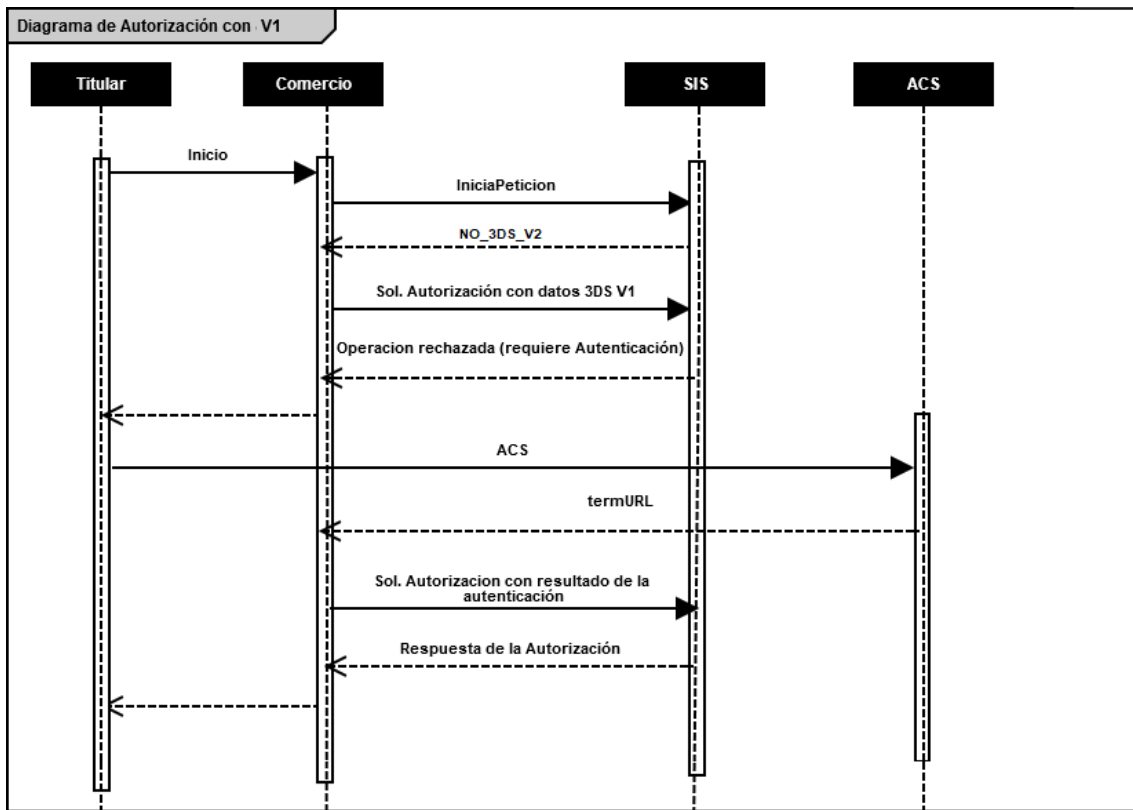 Diagrama de Autorización con V1
Titular
Comercio
SIS
ACS
Inicio
IniciaPeticion
NO_3DS_V2
Sol. Autorización con datos 3DS V1
Operacion rechazada (requiere Autenticación)
ACS
termURL
Sol. Autorizacion con resultado de la
autenticación
Respuesta de la Autorización